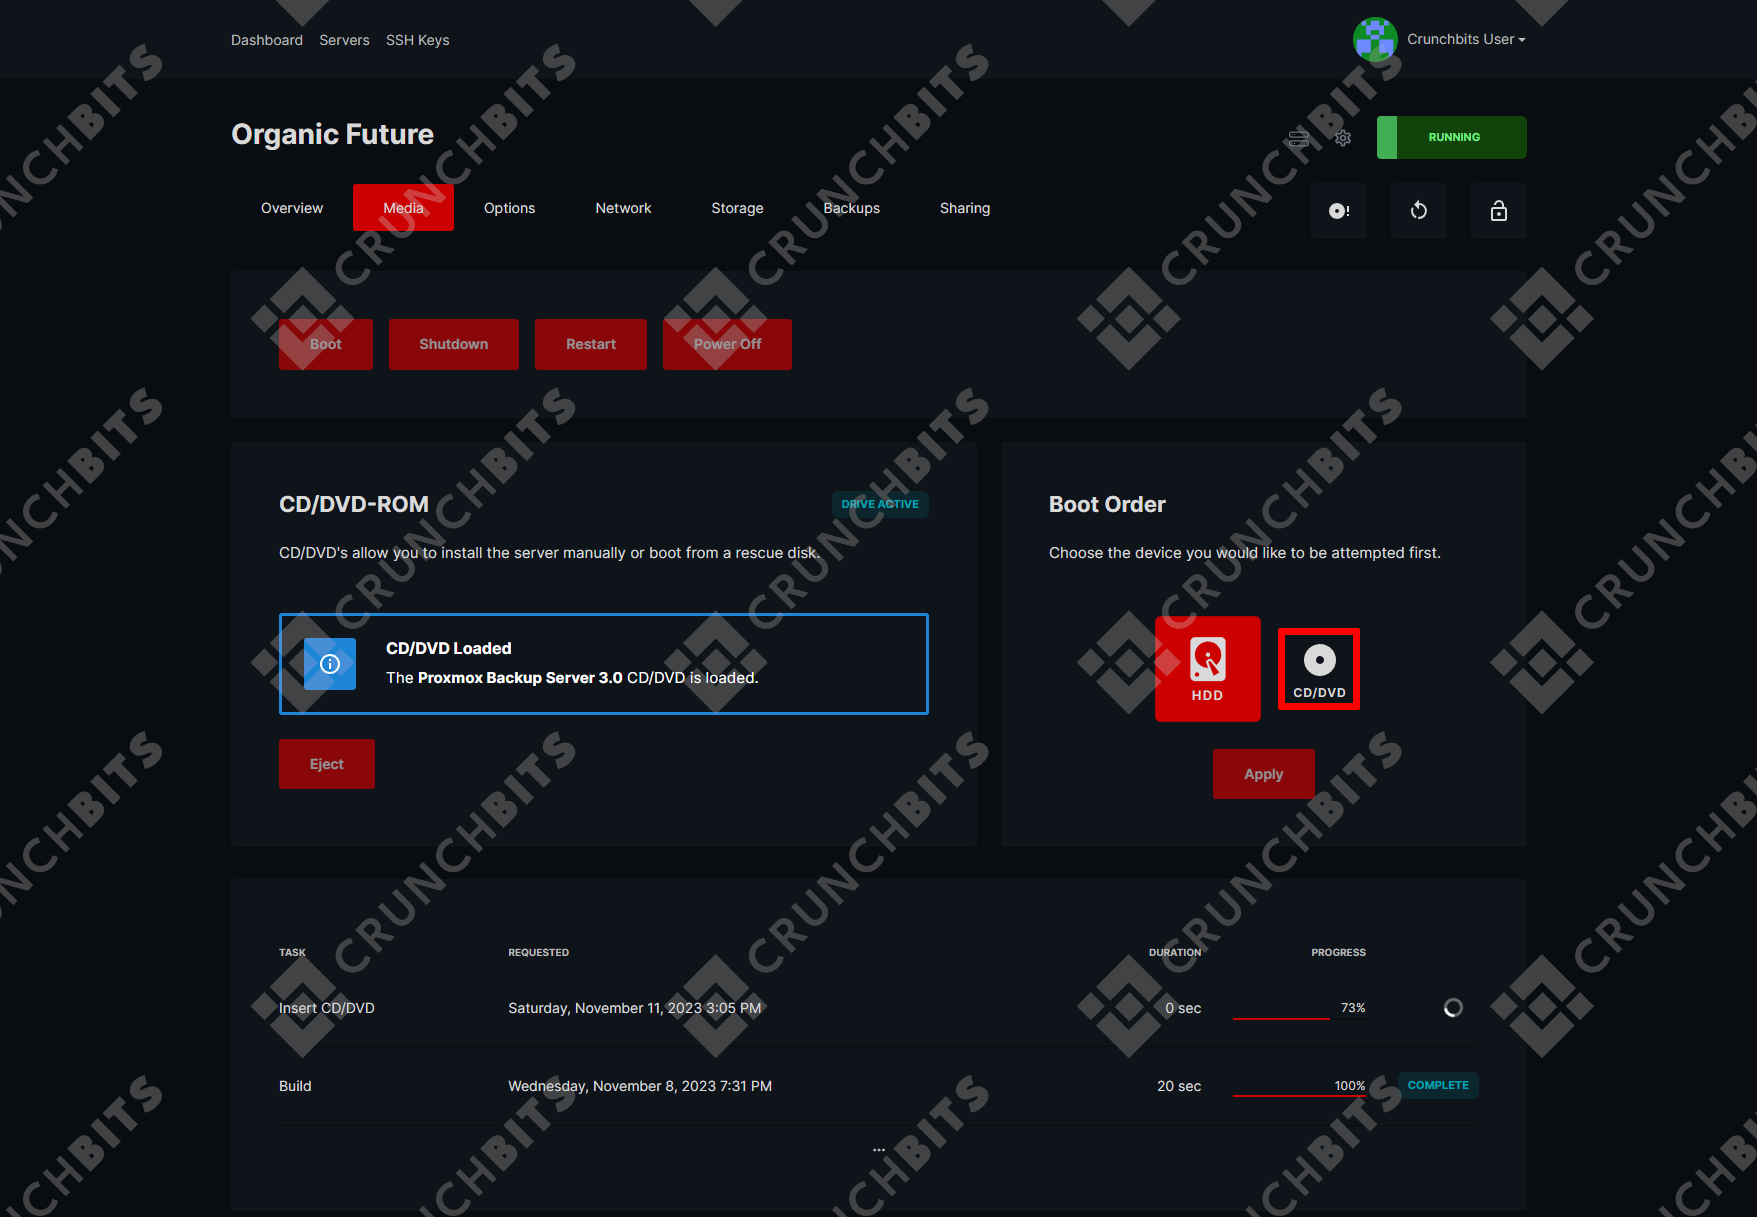 Dashboard Servers SSH Keys Crunchbits User
Organic Future RUNNING
Overview Media Options Network Storage Backups Sharing
Boot Shutdown Restart Power Off
CD/DVD-ROM DRIVE ACTIVE
CD/DVD's allow you to install the server manually or boot from a rescue disk.
CD/DVD Loaded
The Proxmox Backup Server 3.0 CD/DVD is loaded.
Eject
Boot Order
Choose the device you would like to be attempted first.
HDD CD/DVD
Apply
TASK REQUESTED DURATION PROGRESS
Insert CD/DVD Saturday, November 11, 2023 3:05 PM 0 sec 73%
Build Wednesday, November 8, 2023 7:31 PM 20 sec 100% COMPLETE
...
CRUNCHBITS